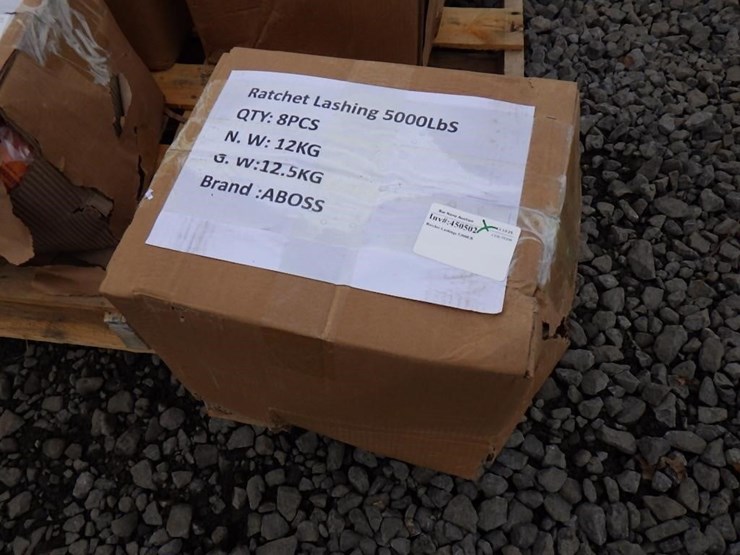 Ratchet Lashing 5000LbS
QTY: 8PCS
N. W: 12KG
G. W:12.5KG
Brand :ABOSS
Inv#:450502